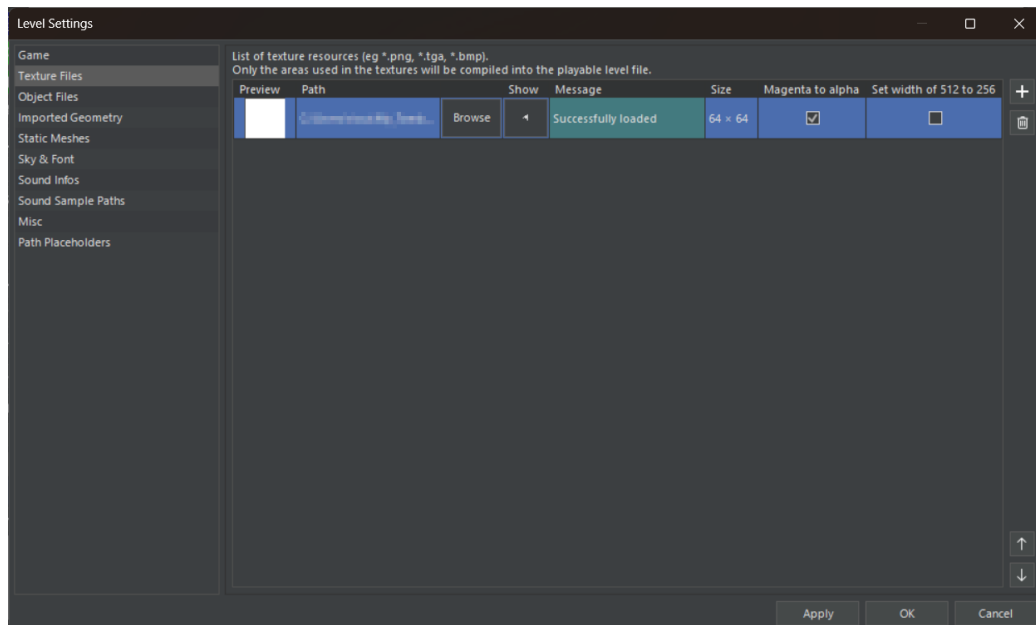 Level Settings
Game
Texture Files
Object Files
Imported Geometry
Static Meshes
Sky & Font
Sound Infos
Sound Sample Paths
Misc
Path Placeholders
List of texture resources (eg *.png, *.tga, *.bmp).
Only the areas used in the textures will be compiled into the playable level file.
Preview Path Show Message Size Magenta to alpha Set width of 512 to 256
Browse Successfully loaded 64 × 64
Apply OK Cancel